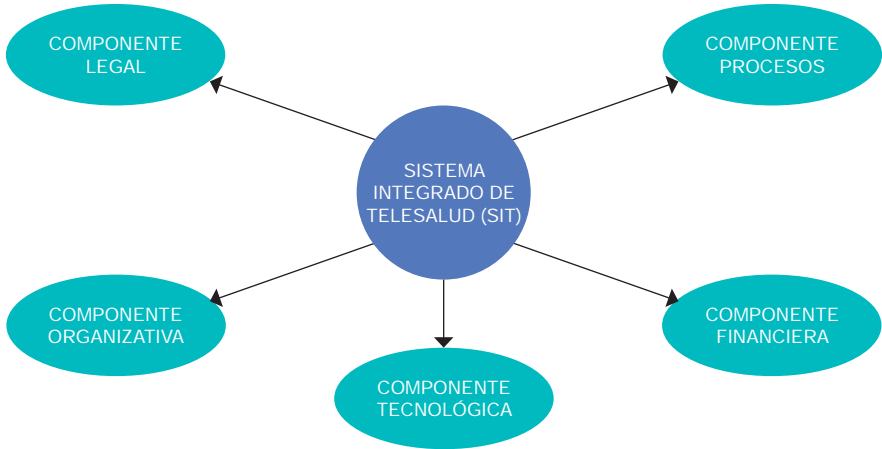 COMPONENTE
LEGAL
COMPONENTE
PROCESOS
SISTEMA
INTEGRADO DE
TELESALUD (SIT)
COMPONENTE
ORGANIZATIVA
COMPONENTE
FINANCIERA
COMPONENTE
TECNOLÓGICA